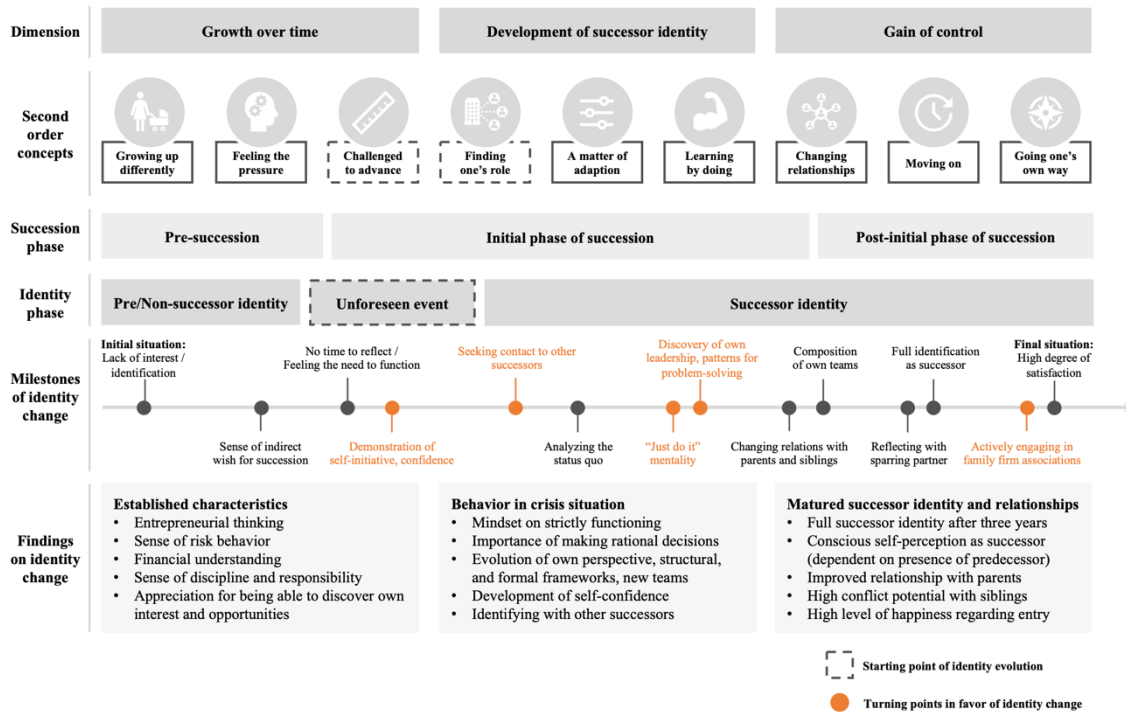 Dimension
Growth over time
Development of successor identity
Gain of control
Second
order
concepts
Growing up
differently
Feeling the
pressure
Challenged
to advance
Finding
one's role
A matter of
adaption
Learning
by doing
Changing
relationships
Moving on
Going one's
own way
Succession
phase
Pre-succession
Initial phase of succession
Post-initial phase of succession
Identity
phase
Pre/Non-successor identity
Unforeseen event
Successor identity
Milestones
of identity
change
Initial situation:
Lack of interest /
identification
Sense of indirect
wish for succession
No time to reflect /
Feeling the need to function
Demonstration of
self-initiative, confidence
Seeking contact to other
successors
Analyzing the
status quo
"Just do it"
mentality
Discovery of own
leadership, patterns for
problem-solving
Changing relations with
parents and siblings
Composition
of own teams
Reflecting with
sparring partner
Full identification
as successor
Actively engaging in
family firm associations
Final situation:
High degree of
satisfaction
Findings
on identity
change
Established characteristics
• Entrepreneurial thinking
• Sense of risk behavior
• Financial understanding
• Sense of discipline and responsibility
• Appreciation for being able to discover own
interest and opportunities
Behavior in crisis situation
• Mindset on strictly functioning
• Importance of making rational decisions
• Evolution of own perspective, structural,
and formal frameworks, new teams
• Development of self-confidence
• Identifying with other successors
Matured successor identity and relationships
• Full successor identity after three years
• Conscious self-perception as successor
(dependent on presence of predecessor)
• Improved relationship with parents
• High conflict potential with siblings
• High level of happiness regarding entry
Starting point of identity evolution
Turning points in favor of identity change